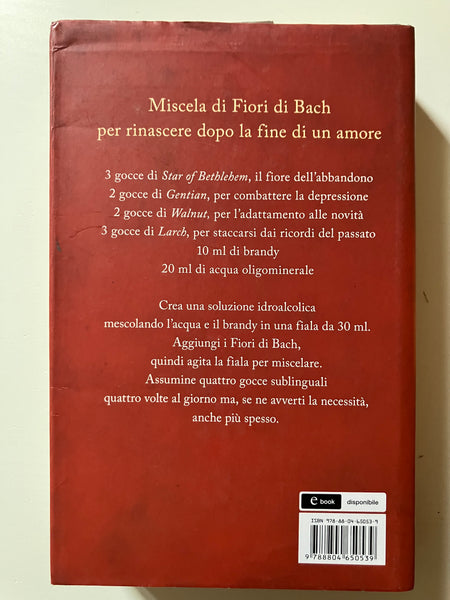 Miscela di Fiori di Bach
per rinascere dopo la fine di un amore
3 gocce di Star of Bethlehem, il fiore dell'abbandono
2 gocce di Gentian, per combattere la depressione
2 gocce di Walnut, per l'adattamento alle novità
3 gocce di Larch, per staccarsi dai ricordi del passato
10 ml di brandy
20 ml di acqua oligominerale
Crea una soluzione idroalcolica
mescolando l'acqua e il brandy in una fiala da 30 ml.
Aggiungi i Fiori di Bach,
quindi agita la fiala per miscelare.
Assumine quattro gocce sublinguali
quattro volte al giorno ma, se ne avverti la necessità,
anche più spesso.
e book disponibile
ISBN 978-88-04-65053-9
9 788804 650539